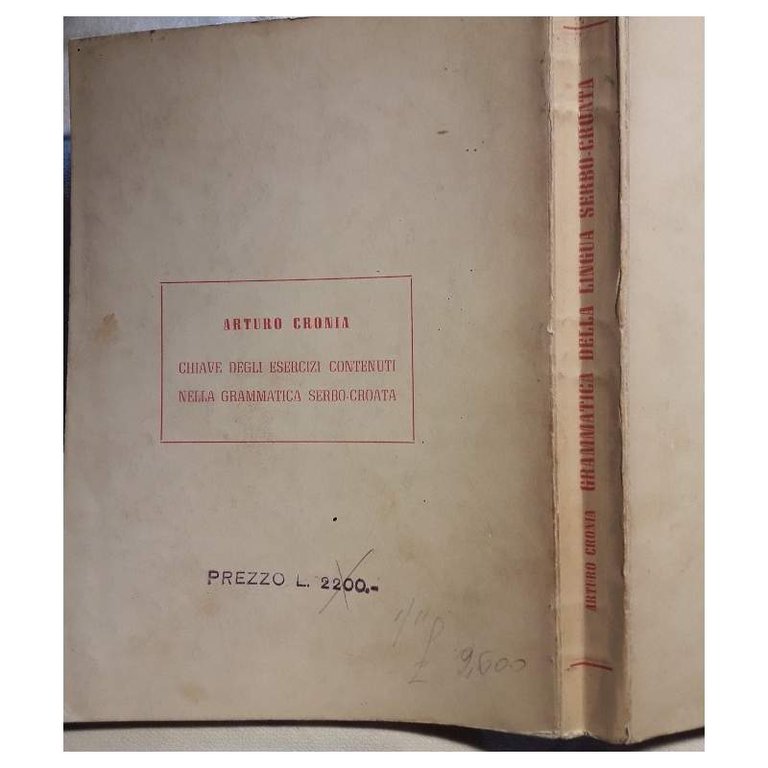 ARTURO CRONIA
CHIAVE DEGLI ESERCIZI CONTENUTI
NELLA GRAMMATICA SERBO-CROATA
PREZZO L. 2200.-
2600
ARTURO CRONIA GRAMMATICA DELLA LINGUA SERBO-CROATA